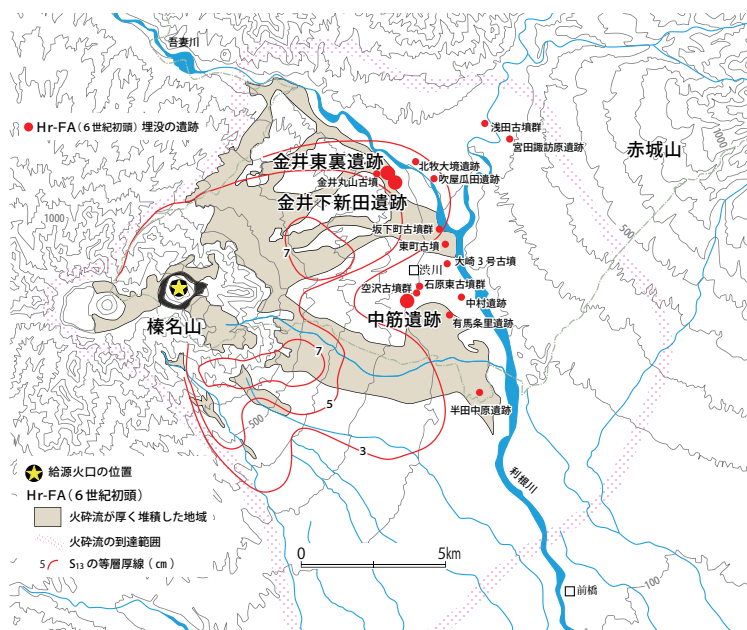 吾妻川
Hr-FA（６世紀初頭）埋没の遺跡
浅田古墳群
宮田諏訪原遺跡
赤城山
1000
金井東裏遺跡
北牧大境遺跡
金井丸山古墳
吹屋瓜田遺跡
金井下新田遺跡
1000
500
坂下町古墳群
東町古墳
7
大崎３号古墳
渋川
石原東古墳群
空沢古墳群
中村遺跡
中筋遺跡
有馬条里遺跡
榛名山
7
5
半田中原遺跡
500
3
給源火口の位置
Hr-FA（６世紀初頭）
火砕流が厚く堆積した地域
火砕流の到達範囲
5 S13 の等層厚線（㎝）
利根川
0 5km
前橋
100